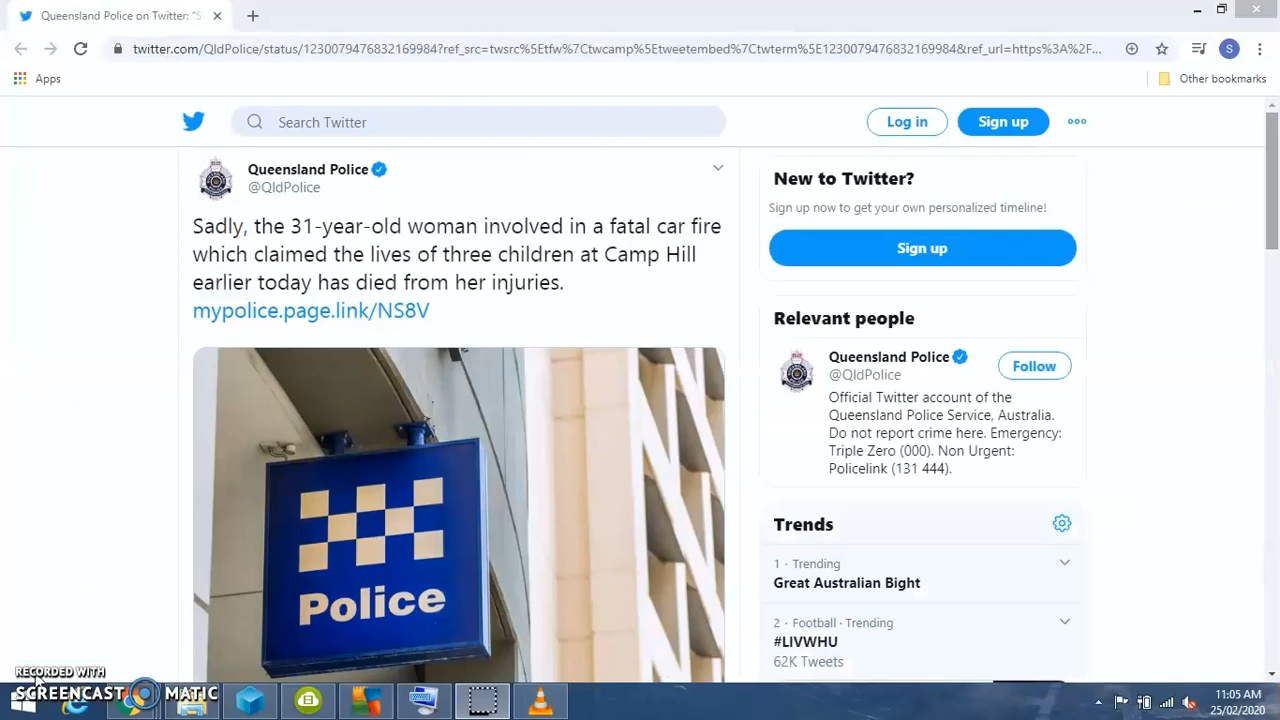 Queensland Police on Twitter: "S
twitter.com/QldPolice/status/1230079476832169984?ref_src=twsrc%5Etfw%7Ctwcamp%5Etweetembed%7Ctwterm%5E1230079476832169984&ref_url=https%3A%2F...
S
Apps
Other bookmarks
Search Twitter
Log in
Sign up
Queensland Police
@QldPolice
Sadly, the 31-year-old woman involved in a fatal car fire
which claimed the lives of three children at Camp Hill
earlier today has died from her injuries.
mypolice.page.link/NS8V
Police
New to Twitter?
Sign up now to get your own personalized timeline!
Sign up
Relevant people
Queensland Police
@QldPolice
Follow
Official Twitter account of the
Queensland Police Service, Australia.
Do not report crime here. Emergency:
Triple Zero (000). Non Urgent:
Policelink (131 444).
Trends
1 · Trending
Great Australian Bight
2 · Football · Trending
#LIVWHU
62K Tweets
RECORDED WITH
SCREENCAST MATIC
11:05 AM
25/02/2020